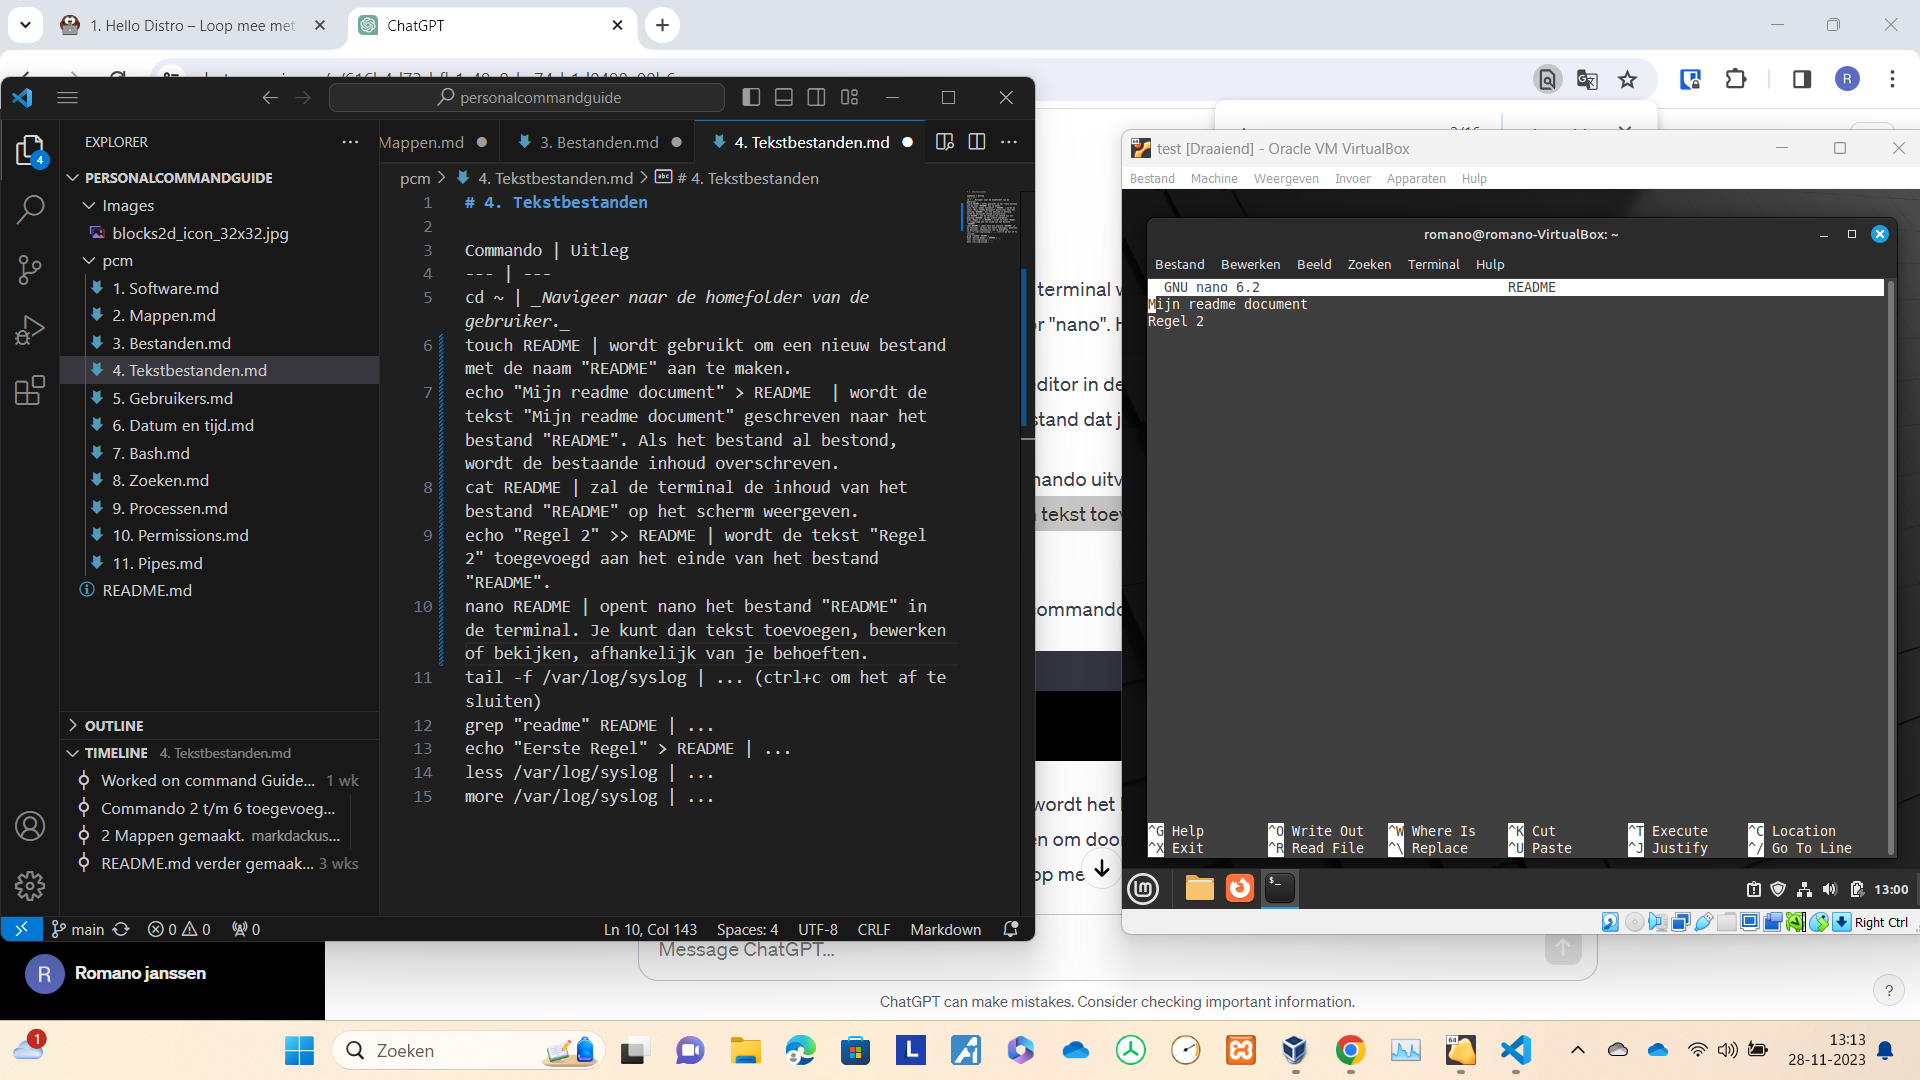 1. Hello Distro – Loop mee met
ChatGPT
R
personalcommandguide
4
EXPLORER
PERSONALCOMMANDGUIDE
Images
blocks2d_icon_32x32.jpg
pcm
1. Software.md
2. Mappen.md
3. Bestanden.md
4. Tekstbestanden.md
5. Gebruikers.md
6. Datum en tijd.md
7. Bash.md
8. Zoeken.md
9. Processen.md
10. Permissions.md
11. Pipes.md
README.md
OUTLINE
TIMELINE 4. Tekstbestanden.md
Worked on command Guide... 1 wk
Commando 2 t/m 6 toegevoeg...
2 Mappen gemaakt. markdackus...
README.md verder gemaak... 3 wks
Mappen.md
3. Bestanden.md
4. Tekstbestanden.md
pcm > 4. Tekstbestanden.md > # 4. Tekstbestanden
1 # 4. Tekstbestanden
2
3 Commando | Uitleg
4 --- | ---
5 cd ~ | _Navigeer naar de homefolder van de
gebruiker._
6 touch README | wordt gebruikt om een nieuw bestand
met de naam "README" aan te maken.
7 echo "Mijn readme document" > README  | wordt de
tekst "Mijn readme document" geschreven naar het
bestand "README". Als het bestand al bestond,
wordt de bestaande inhoud overschreven.
8 cat README | zal de terminal de inhoud van het
bestand "README" op het scherm weergeven.
9 echo "Regel 2" >> README | wordt de tekst "Regel
2" toegevoegd aan het einde van het bestand
"README".
10 nano README | opent nano het bestand "README" in
de terminal. Je kunt dan tekst toevoegen, bewerken
of bekijken, afhankelijk van je behoeften.
11 tail -f /var/log/syslog | ... (ctrl+c om het af te
sluiten)
12 grep "readme" README | ...
13 echo "Eerste Regel" > README | ...
14 less /var/log/syslog | ...
15 more /var/log/syslog | ...
main
0 0
0
Ln 10, Col 143
Spaces: 4
UTF-8
CRLF
Markdown
terminal
"nano".
tekst
wordt het
om
op
test [Draaiend] - Oracle VM VirtualBox
Bestand Machine Weergeven Invoer Apparaten Hulp
romano@romano-VirtualBox: ~
Bestand Bewerken Beeld Zoeken Terminal Hulp
GNU nano 6.2 README
Mijn readme document
Regel 2
^G Help ^O Write Out ^W Where Is ^K Cut ^T Execute ^C Location
^X Exit ^R Read File ^\ Replace ^U Paste ^J Justify ^/ Go To Line
13:00
Right Ctrl
R Romano janssen
Message ChatGPT...
ChatGPT can make mistakes. Consider checking important information.
?
1
Zoeken
L
64
13:13
28-11-2023